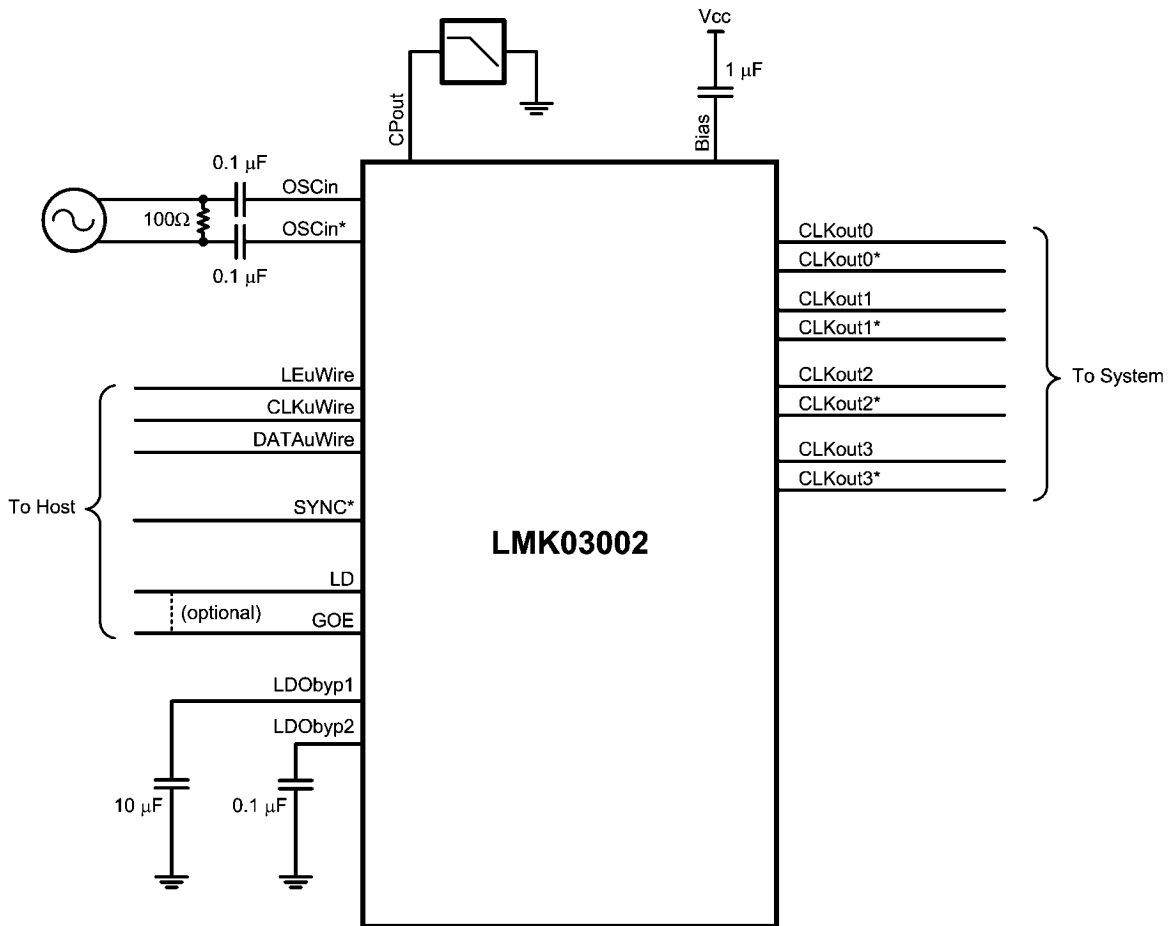 Vcc
1 μF
CPout
Bias
0.1 μF
OSCin
100Ω
OSCin*
0.1 μF
CLKout0
CLKout0*
CLKout1
CLKout1*
CLKout2
CLKout2*
CLKout3
CLKout3*
To System
LEuWire
CLKuWire
DATAuWire
To Host
SYNC*
LMK03002
LD
(optional)
GOE
LDObyp1
LDObyp2
10 μF
0.1 μF